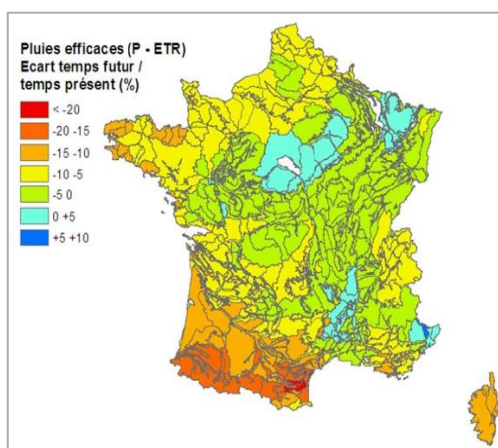 Pluies efficaces (P - ETR)
Ecart temps futur /
temps présent (%)
< -20
-20 -15
-15 -10
-10 -5
-5 0
0 +5
+5 +10